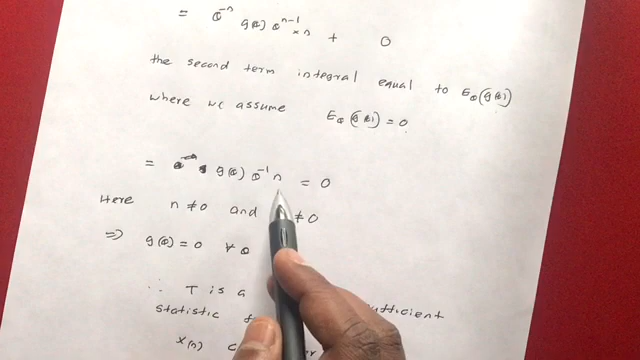 = θ⁻ⁿ g(θ) θⁿ⁻¹ × n + 0
the second term integral equal to Eθ(g(t))
where we assume Eθ(g(t)) = 0
= g(θ) θ⁻¹ n = 0
Here n ≠ 0 and ≠ 0
⇒ g(θ) = 0 ∀ θ
∴ T is a
statistic
X(n)